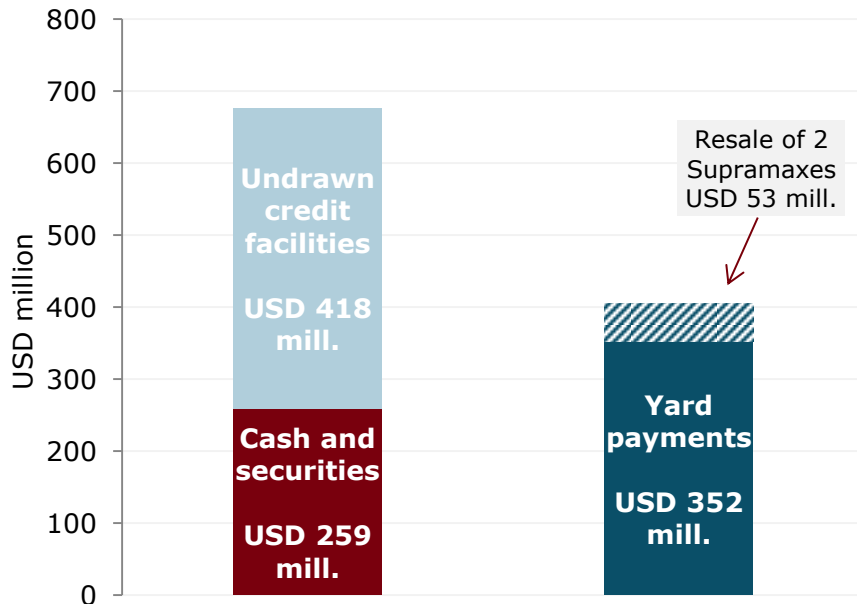 USD million
800
700
600
500
400
300
200
100
0
Undrawn
credit
facilities
USD 418
mill.
Cash and
securities
USD 259
mill.
Resale of 2
Supramaxes
USD 53 mill.
Yard
payments
USD 352
mill.